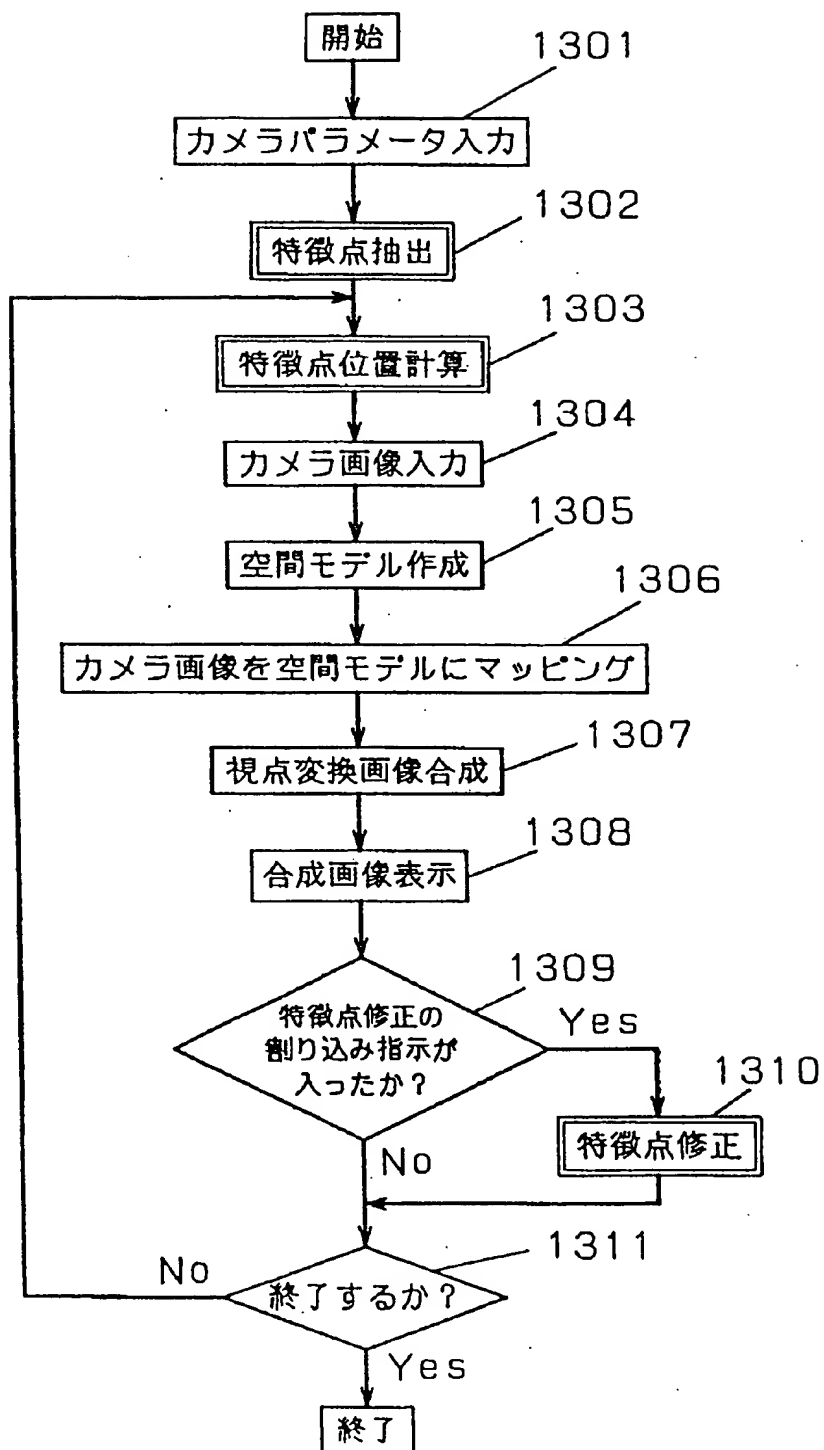 開始
1301
カメラパラメータ入力
1302
特徴点抽出
1303
特徴点位置計算
1304
カメラ画像入力
1305
空間モデル作成
1306
カメラ画像を空間モデルにマッピング
1307
視点変換画像合成
1308
合成画像表示
1309
特徴点修正の
割り込み指示が
入ったか？
Yes
1310
特徴点修正
No
1311
No
終了するか？
Yes
終了